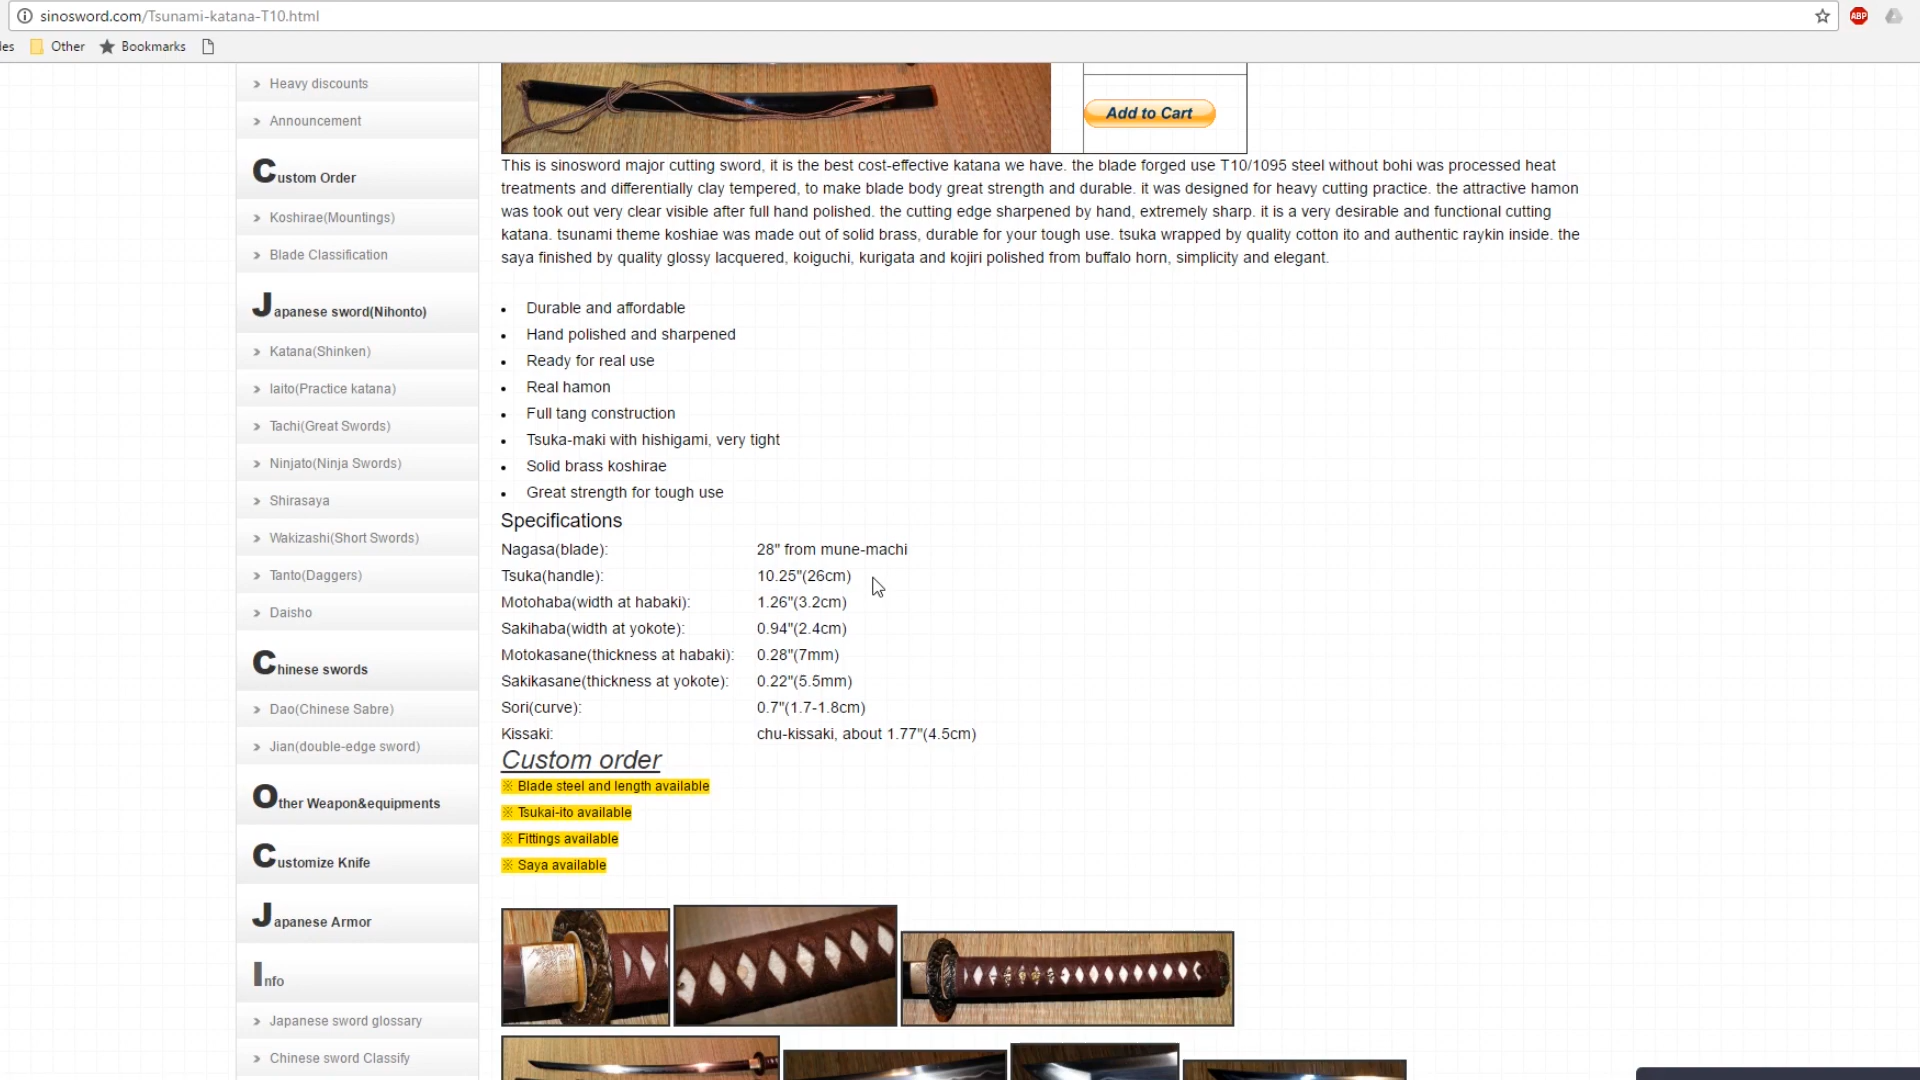 sinosword.com/Tsunami-katana-T10.html
ABP
les
Other
Bookmarks
Heavy discounts
Announcement
Custom Order
Koshirae(Mountings)
Blade Classification
Japanese sword(Nihonto)
Katana(Shinken)
Iaito(Practice katana)
Tachi(Great Swords)
Ninjato(Ninja Swords)
Shirasaya
Wakizashi(Short Swords)
Tanto(Daggers)
Daisho
Chinese swords
Dao(Chinese Sabre)
Jian(double-edge sword)
Other Weapon&equipments
Customize Knife
Japanese Armor
Info
Japanese sword glossary
Chinese sword Classify
Add to Cart
This is sinosword major cutting sword, it is the best cost-effective katana we have. the blade forged use T10/1095 steel without bohi was processed heat
treatments and differentially clay tempered, to make blade body great strength and durable. it was designed for heavy cutting practice. the attractive hamon
was took out very clear visible after full hand polished. the cutting edge sharpened by hand, extremely sharp. it is a very desirable and functional cutting
katana. tsunami theme koshiae was made out of solid brass, durable for your tough use. tsuka wrapped by quality cotton ito and authentic raykin inside. the
saya finished by quality glossy lacquered, koiguchi, kurigata and kojiri polished from buffalo horn, simplicity and elegant.
• Durable and affordable
• Hand polished and sharpened
• Ready for real use
• Real hamon
• Full tang construction
• Tsuka-maki with hishigami, very tight
• Solid brass koshirae
• Great strength for tough use
Specifications
Nagasa(blade): 28" from mune-machi
Tsuka(handle): 10.25"(26cm)
Motohaba(width at habaki): 1.26"(3.2cm)
Sakihaba(width at yokote): 0.94"(2.4cm)
Motokasane(thickness at habaki): 0.28"(7mm)
Sakikasane(thickness at yokote): 0.22"(5.5mm)
Sori(curve): 0.7"(1.7-1.8cm)
Kissaki: chu-kissaki, about 1.77"(4.5cm)
Custom order
※ Blade steel and length available
※ Tsukai-ito available
※ Fittings available
※ Saya available